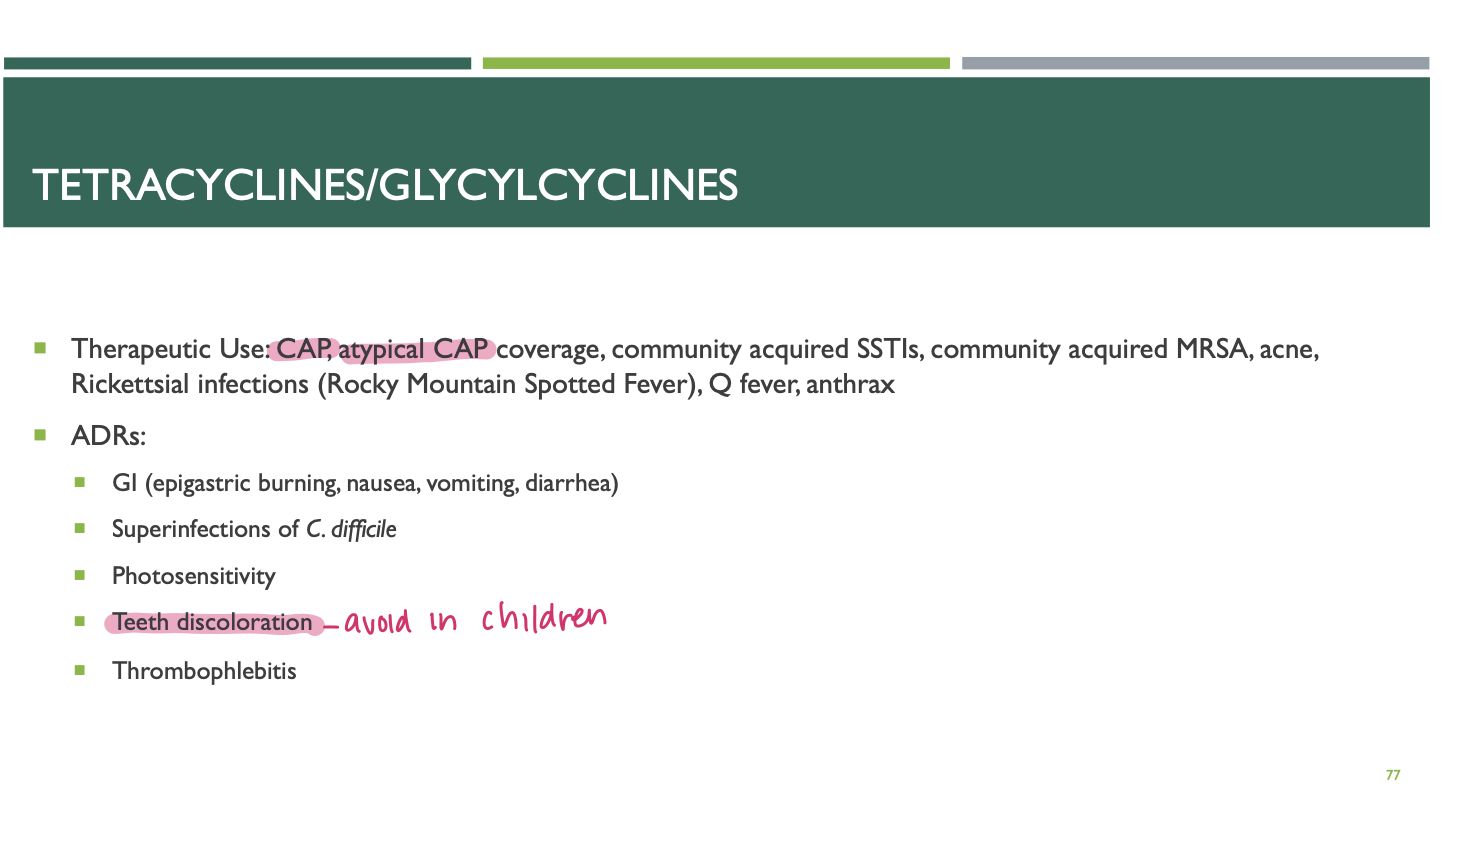 TETRACYCLINES/GLYCYLCYCLINES
Therapeutic Use: CAP, atypical CAP coverage, community acquired SSTIs, community acquired MRSA, acne,
Rickettsial infections (Rocky Mountain Spotted Fever), Q fever, anthrax
ADRs:
GI (epigastric burning, nausea, vomiting, diarrhea)
Superinfections of C. difficile
Photosensitivity
Teeth discoloration – avoid in children
Thrombophlebitis
77